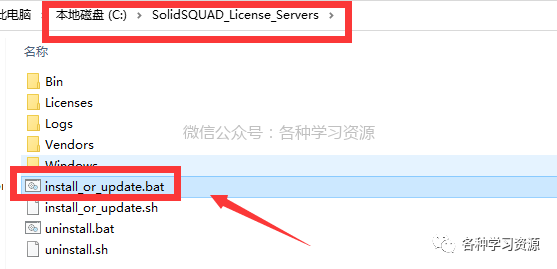 此电脑 › 本地磁盘 (C:) › SolidSQUAD_License_Servers ›
名称
Bin
Licenses
Logs
微信公众号：各种学习资源
Vendors
Windows
install_or_update.bat
install_or_update.sh
uninstall.bat
uninstall.sh
各种学习资源